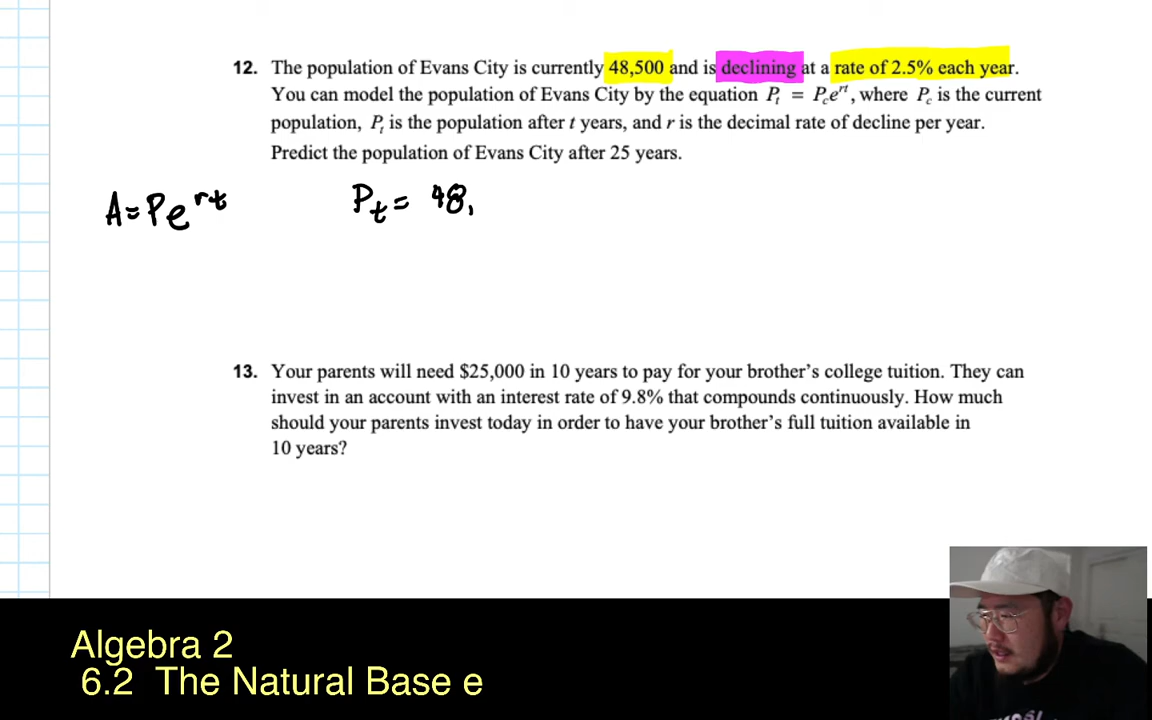 12. The population of Evans City is currently 48,500 and is declining at a rate of 2.5% each year.
You can model the population of Evans City by the equation Pₜ = P꜀eʳᵗ, where P꜀ is the current
population, Pₜ is the population after t years, and r is the decimal rate of decline per year.
Predict the population of Evans City after 25 years.
A=Peʳᵗ Pₜ= 48,
13. Your parents will need $25,000 in 10 years to pay for your brother's college tuition. They can
invest in an account with an interest rate of 9.8% that compounds continuously. How much
should your parents invest today in order to have your brother's full tuition available in
10 years?
Algebra 2
6.2 The Natural Base e